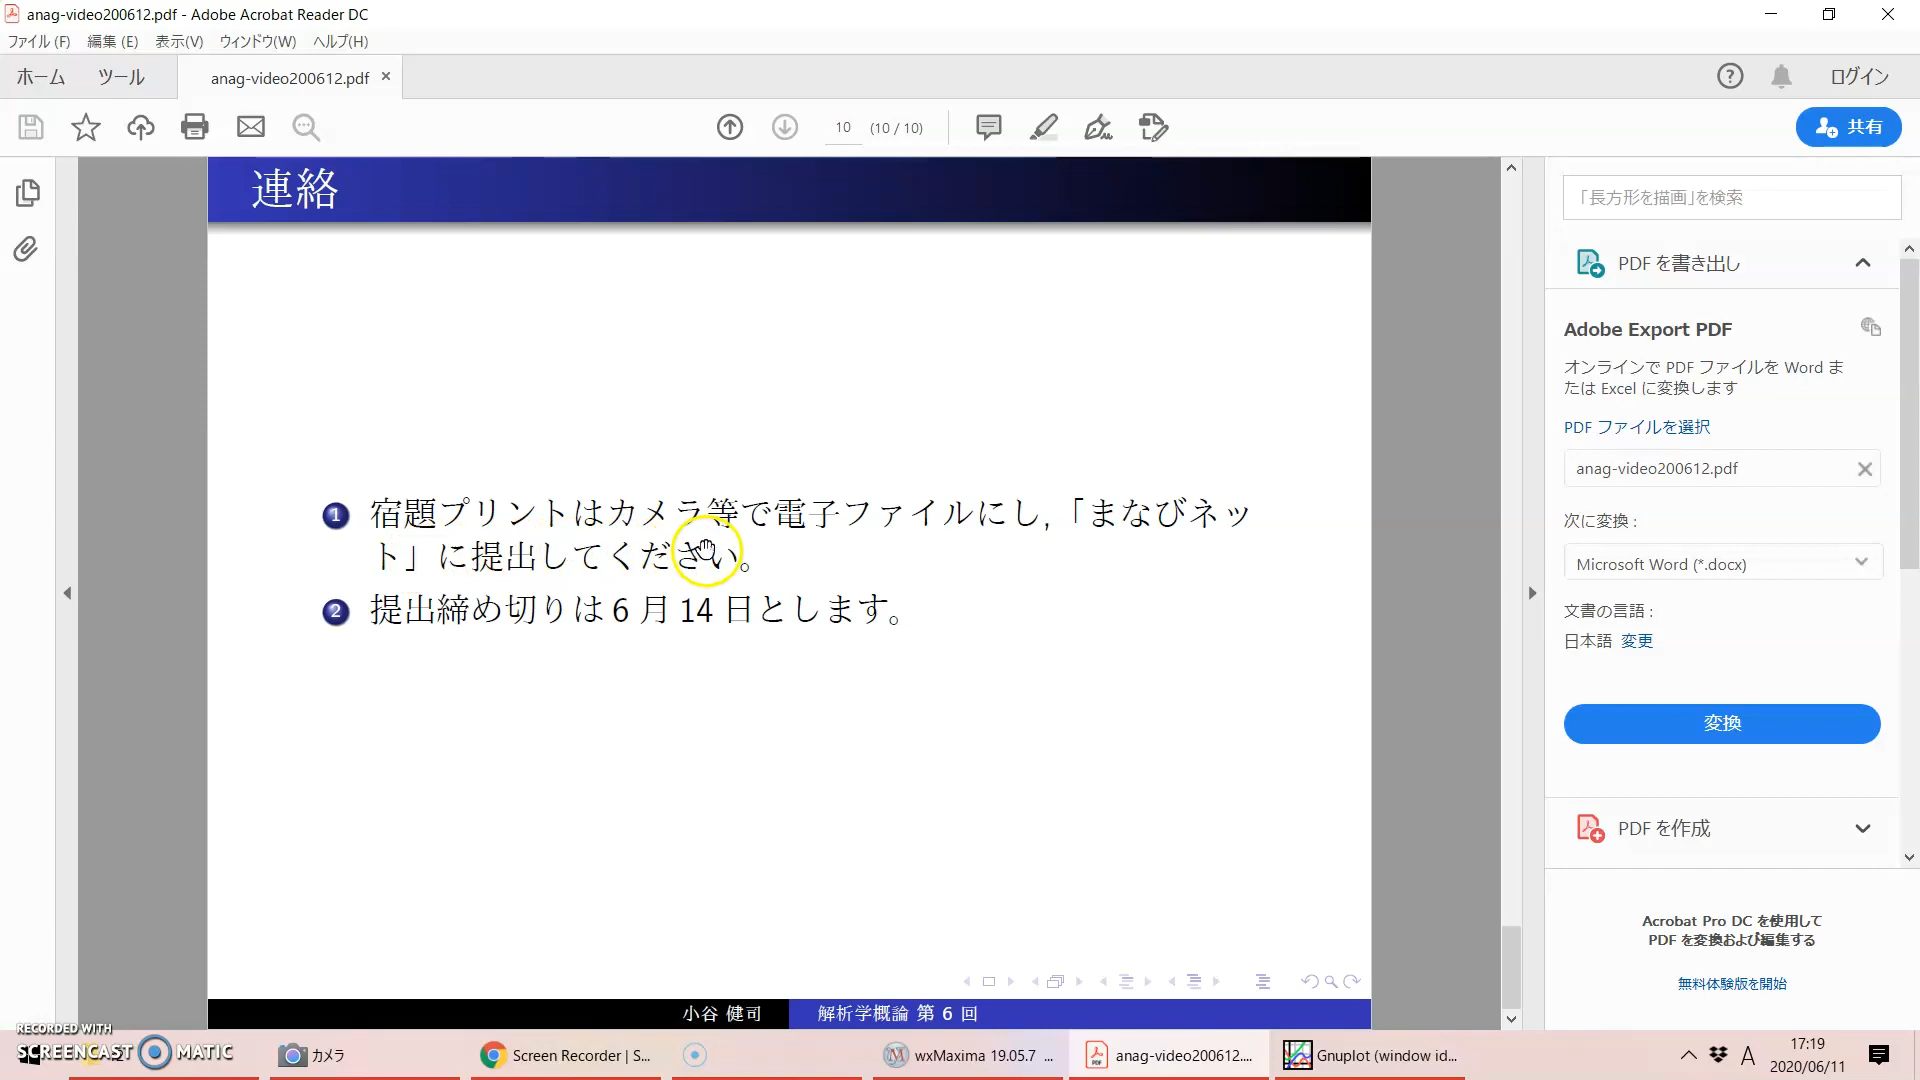 anag-video200612.pdf - Adobe Acrobat Reader DC
ファイル(F) 編集(E) 表示(V) ウィンドウ(W) ヘルプ(H)
ホーム ツール anag-video200612.pdf × ログイン
10 (10 / 10) 共有
連絡
1 宿題プリントはカメラ等で電子ファイルにし,「まなびネッ
ト」に提出してください。
2 提出締め切りは 6 月 14 日とします。
小谷 健司 解析学概論 第 6 回
「長方形を描画」を検索
PDF を書き出し
Adobe Export PDF
オンラインで PDF ファイルを Word ま
たは Excel に変換します
PDF ファイルを選択
anag-video200612.pdf
次に変換 :
Microsoft Word (*.docx)
文書の言語 :
日本語 変更
変換
PDF を作成
Acrobat Pro DC を使用して
PDF を変換および編集する
無料体験版を開始
RECORDED WITH
SCREENCAST MATIC
カメラ
Screen Recorder | S...
wxMaxima 19.05.7 ...
anag-video200612....
Gnuplot (window id...
A
17:19
2020/06/11